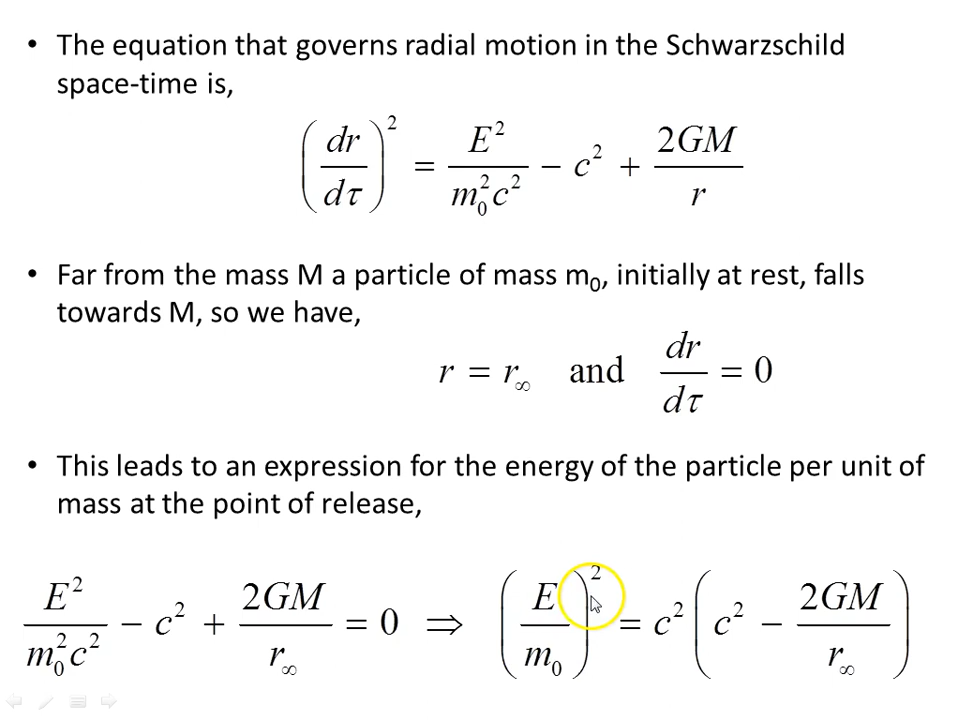 • The equation that governs radial motion in the Schwarzschild
space-time is,
(dr/dτ)² = E²/m₀²c² − c² + 2GM/r
• Far from the mass M a particle of mass m₀, initially at rest, falls
towards M, so we have,
r = r∞ and dr/dτ = 0
• This leads to an expression for the energy of the particle per unit of
mass at the point of release,
E²/m₀²c² − c² + 2GM/r∞ = 0 ⇒ (E/m₀)² = c²(c² − 2GM/r∞)